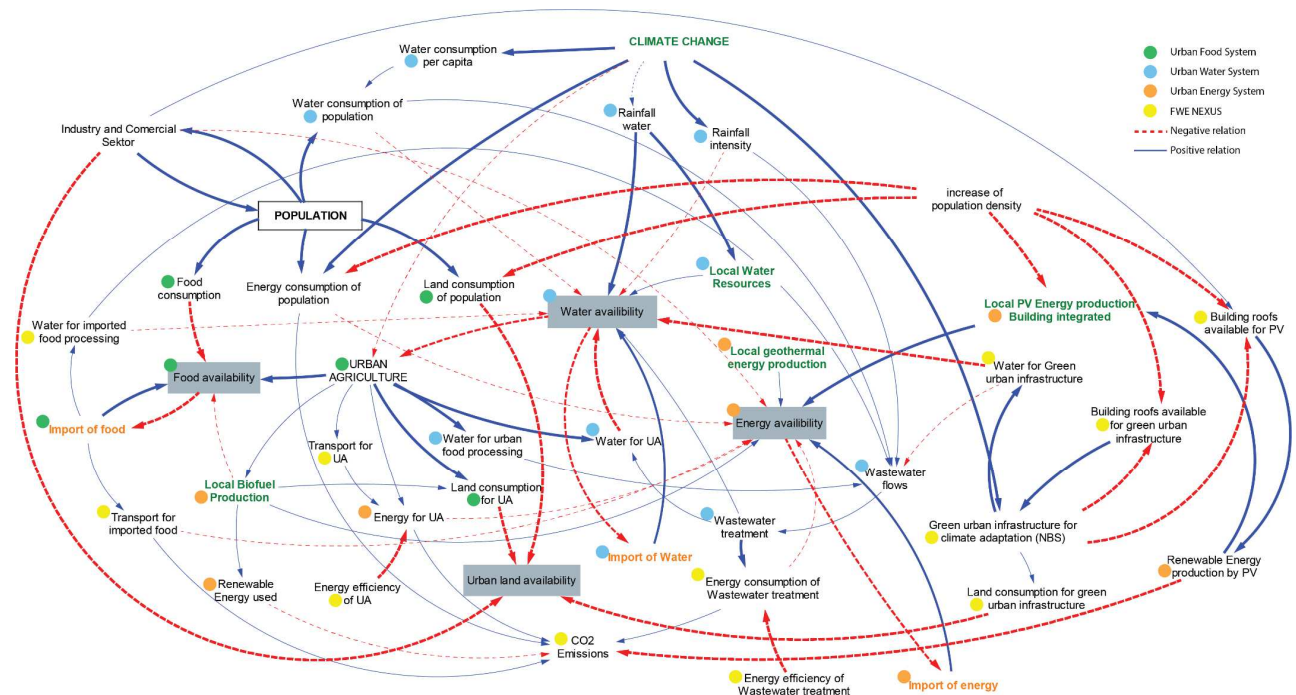 CLIMATE CHANGE
Water consumption
per capita
Urban Food System
Urban Water System
Urban Energy System
FWE NEXUS
Negative relation
Positive relation
Water consumption of
population
Rainfall
water
Rainfall
intensity
Industry and Comercial
Sektor
increase of
population density
POPULATION
Food
consumption
Energy consumption of
population
Land consumption
of population
Local Water
Resources
Water availibility
Local PV Energy production
Building integrated
Building roofs
available for PV
Water for imported
food processing
Food availability
URBAN
AGRICULTURE
Local geothermal
energy production
Water for Green
urban infrastructure
Import of food
Transport for
UA
Water for urban
food processing
Water for UA
Energy availibility
Building roofs available
for green urban
infrastructure
Local Biofuel
Production
Land consumption
for UA
Wastewater
flows
Transport for
imported food
Energy for UA
Wastewater
treatment
Green urban infrastructure for
climate adaptation (NBS)
Import of Water
Renewable Energy
production by PV
Renewable
Energy used
Energy efficiency
of UA
Urban land availability
Energy consumption of
Wastewater treatment
Land consumption for green
urban infrastructure
CO2
Emissions
Energy efficiency of
Wastewater treatment
Import of energy